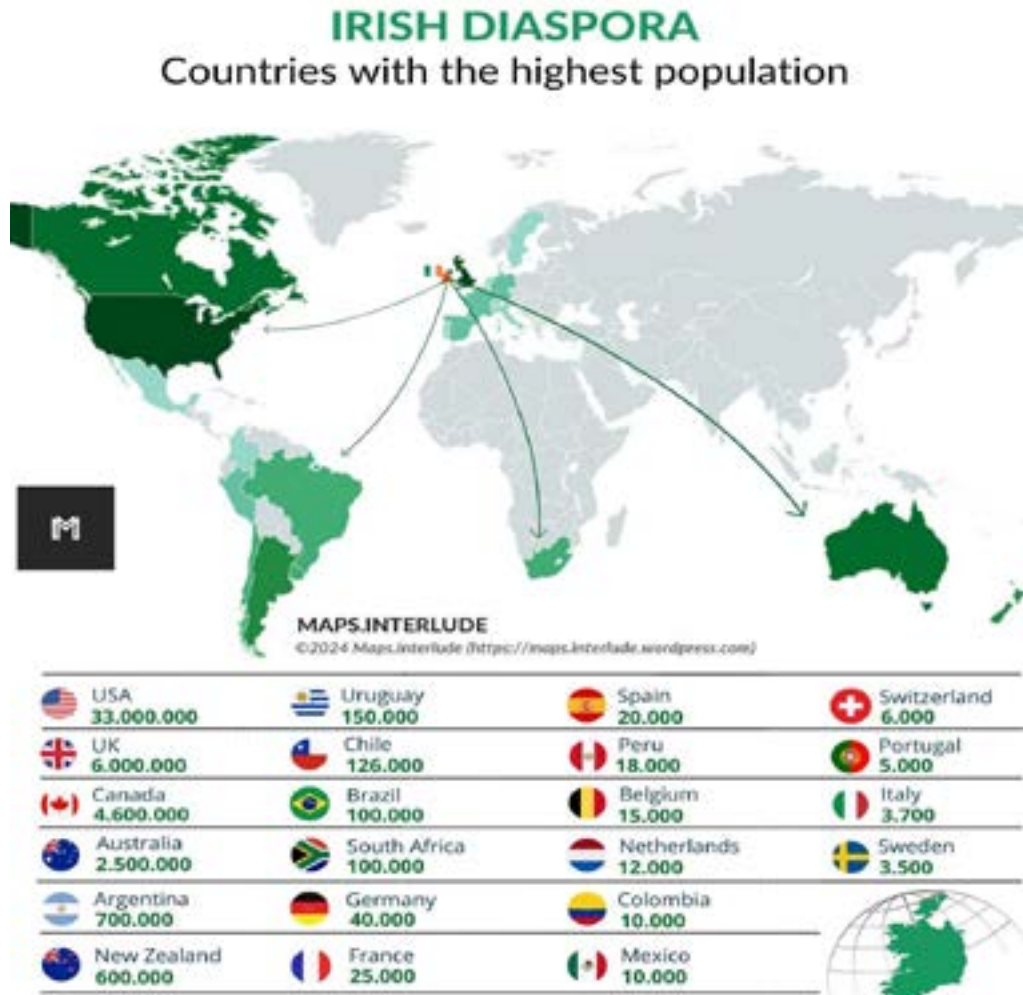 IRISH DIASPORA
Countries with the highest population
M
MAPS.INTERLUDE
©2024 Maps.Interlude (https://maps.interlude.wordpress.com)
USA
33.000.000
UK
6.000.000
Canada
4.600.000
Australia
2.500.000
Argentina
700.000
New Zealand
600.000
Uruguay
150.000
Chile
126.000
Brazil
100.000
South Africa
100.000
Germany
40.000
France
25.000
Spain
20.000
Peru
18.000
Belgium
15.000
Netherlands
12.000
Colombia
10.000
Mexico
10.000
Switzerland
6.000
Portugal
5.000
Italy
3.700
Sweden
3.500